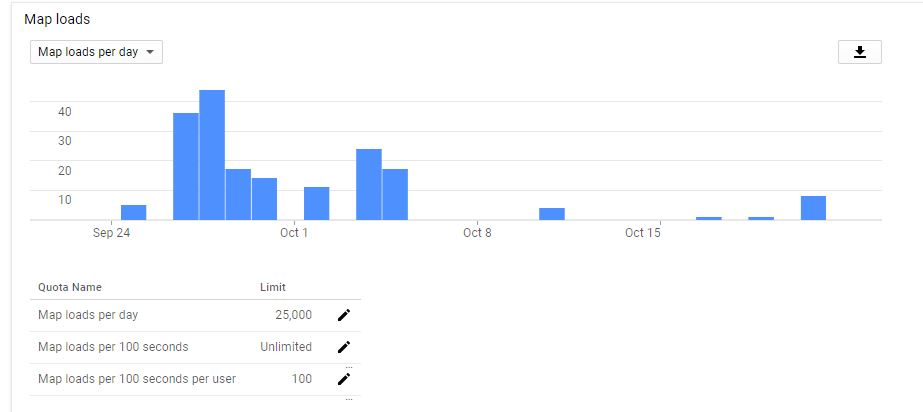 Map loads
Map loads per day
40
30
20
10
Sep 24 Oct 1 Oct 8 Oct 15
Quota Name Limit
Map loads per day 25,000
Map loads per 100 seconds Unlimited
...
Map loads per 100 seconds per user 100
...